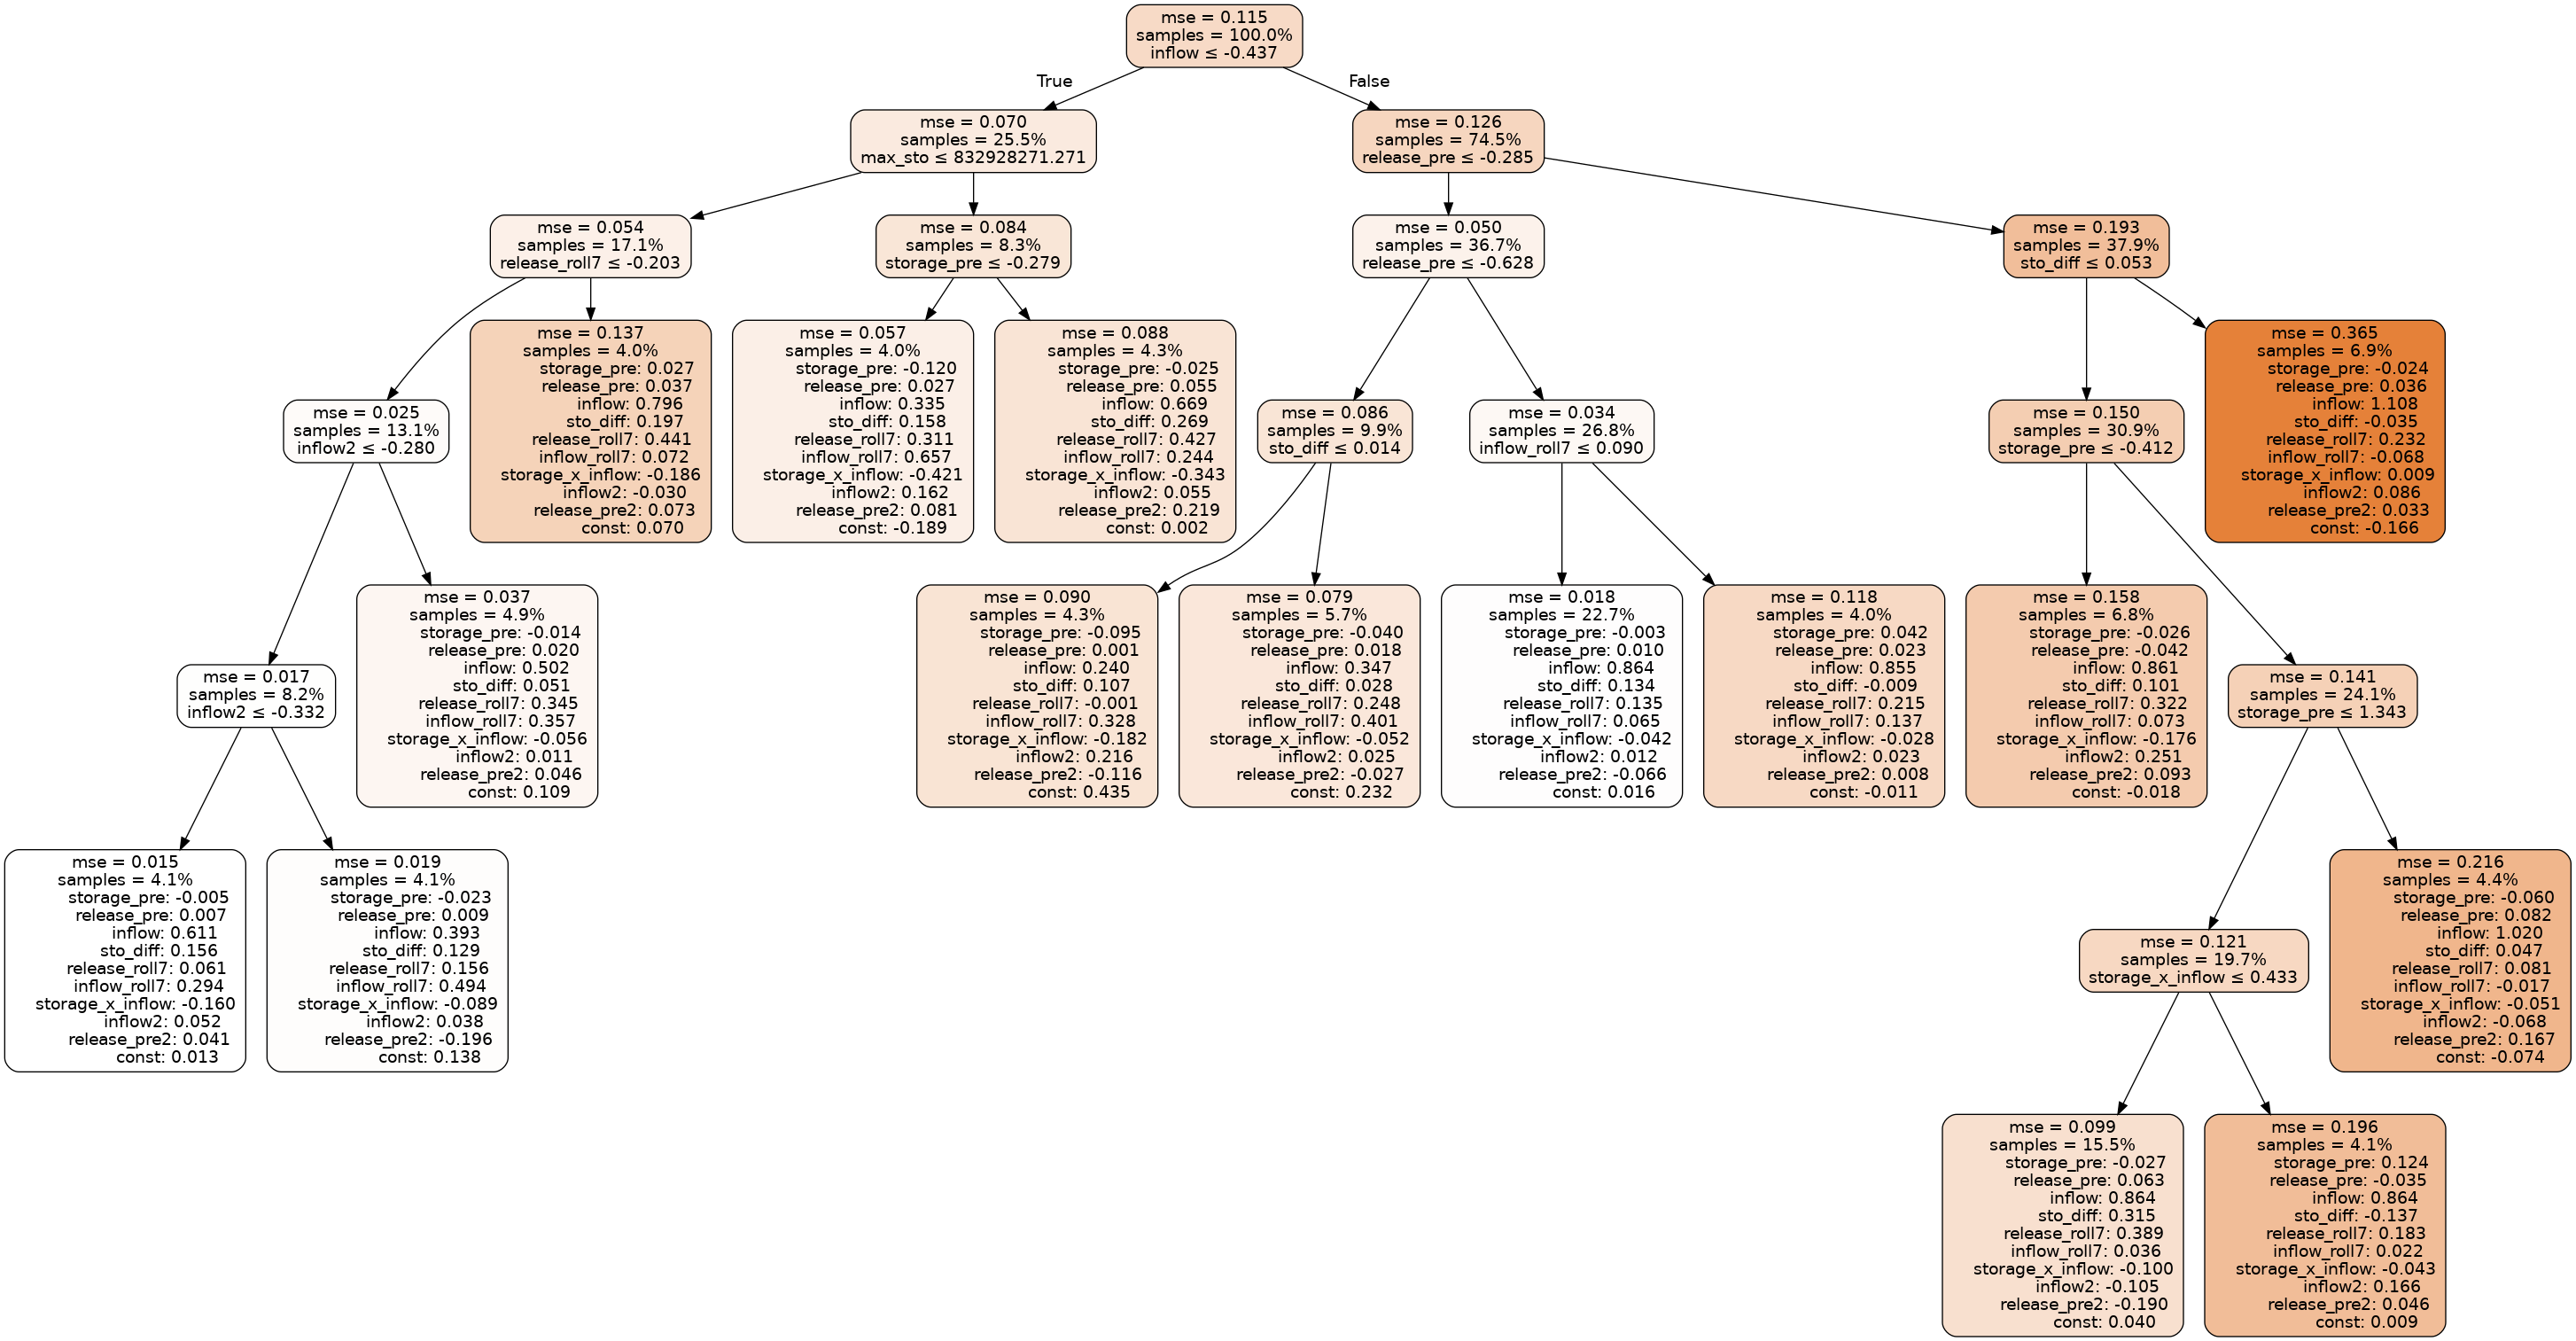 mse = 0.115
samples = 100.0%
inflow ≤ -0.437
True
False
mse = 0.070
samples = 25.5%
max_sto ≤ 832928271.271
mse = 0.126
samples = 74.5%
release_pre ≤ -0.285
mse = 0.054
samples = 17.1%
release_roll7 ≤ -0.203
mse = 0.084
samples = 8.3%
storage_pre ≤ -0.279
mse = 0.050
samples = 36.7%
release_pre ≤ -0.628
mse = 0.193
samples = 37.9%
sto_diff ≤ 0.053
mse = 0.025
samples = 13.1%
inflow2 ≤ -0.280
mse = 0.137
samples = 4.0%
storage_pre: 0.027
release_pre: 0.037
inflow: 0.796
sto_diff: 0.197
release_roll7: 0.441
inflow_roll7: 0.072
storage_x_inflow: -0.186
inflow2: -0.030
release_pre2: 0.073
const: 0.070
mse = 0.057
samples = 4.0%
storage_pre: -0.120
release_pre: 0.027
inflow: 0.335
sto_diff: 0.158
release_roll7: 0.311
inflow_roll7: 0.657
storage_x_inflow: -0.421
inflow2: 0.162
release_pre2: 0.081
const: -0.189
mse = 0.088
samples = 4.3%
storage_pre: -0.025
release_pre: 0.055
inflow: 0.669
sto_diff: 0.269
release_roll7: 0.427
inflow_roll7: 0.244
storage_x_inflow: -0.343
inflow2: 0.055
release_pre2: 0.219
const: 0.002
mse = 0.086
samples = 9.9%
sto_diff ≤ 0.014
mse = 0.034
samples = 26.8%
inflow_roll7 ≤ 0.090
mse = 0.150
samples = 30.9%
storage_pre ≤ -0.412
mse = 0.365
samples = 6.9%
storage_pre: -0.024
release_pre: 0.036
inflow: 1.108
sto_diff: -0.035
release_roll7: 0.232
inflow_roll7: -0.068
storage_x_inflow: 0.009
inflow2: 0.086
release_pre2: 0.033
const: -0.166
mse = 0.017
samples = 8.2%
inflow2 ≤ -0.332
mse = 0.037
samples = 4.9%
storage_pre: -0.014
release_pre: 0.020
inflow: 0.502
sto_diff: 0.051
release_roll7: 0.345
inflow_roll7: 0.357
storage_x_inflow: -0.056
inflow2: 0.011
release_pre2: 0.046
const: 0.109
mse = 0.090
samples = 4.3%
storage_pre: -0.095
release_pre: 0.001
inflow: 0.240
sto_diff: 0.107
release_roll7: -0.001
inflow_roll7: 0.328
storage_x_inflow: -0.182
inflow2: 0.216
release_pre2: -0.116
const: 0.435
mse = 0.079
samples = 5.7%
storage_pre: -0.040
release_pre: 0.018
inflow: 0.347
sto_diff: 0.028
release_roll7: 0.248
inflow_roll7: 0.401
storage_x_inflow: -0.052
inflow2: 0.025
release_pre2: -0.027
const: 0.232
mse = 0.018
samples = 22.7%
storage_pre: -0.003
release_pre: 0.010
inflow: 0.864
sto_diff: 0.134
release_roll7: 0.135
inflow_roll7: 0.065
storage_x_inflow: -0.042
inflow2: 0.012
release_pre2: -0.066
const: 0.016
mse = 0.118
samples = 4.0%
storage_pre: 0.042
release_pre: 0.023
inflow: 0.855
sto_diff: -0.009
release_roll7: 0.215
inflow_roll7: 0.137
storage_x_inflow: -0.028
inflow2: 0.023
release_pre2: 0.008
const: -0.011
mse = 0.158
samples = 6.8%
storage_pre: -0.026
release_pre: -0.042
inflow: 0.861
sto_diff: 0.101
release_roll7: 0.322
inflow_roll7: 0.073
storage_x_inflow: -0.176
inflow2: 0.251
release_pre2: 0.093
const: -0.018
mse = 0.141
samples = 24.1%
storage_pre ≤ 1.343
mse = 0.015
samples = 4.1%
storage_pre: -0.005
release_pre: 0.007
inflow: 0.611
sto_diff: 0.156
release_roll7: 0.061
inflow_roll7: 0.294
storage_x_inflow: -0.160
inflow2: 0.052
release_pre2: 0.041
const: 0.013
mse = 0.019
samples = 4.1%
storage_pre: -0.023
release_pre: 0.009
inflow: 0.393
sto_diff: 0.129
release_roll7: 0.156
inflow_roll7: 0.494
storage_x_inflow: -0.089
inflow2: 0.038
release_pre2: -0.196
const: 0.138
mse = 0.121
samples = 19.7%
storage_x_inflow ≤ 0.433
mse = 0.216
samples = 4.4%
storage_pre: -0.060
release_pre: 0.082
inflow: 1.020
sto_diff: 0.047
release_roll7: 0.081
inflow_roll7: -0.017
storage_x_inflow: -0.051
inflow2: -0.068
release_pre2: 0.167
const: -0.074
mse = 0.099
samples = 15.5%
storage_pre: -0.027
release_pre: 0.063
inflow: 0.864
sto_diff: 0.315
release_roll7: 0.389
inflow_roll7: 0.036
storage_x_inflow: -0.100
inflow2: -0.105
release_pre2: -0.190
const: 0.040
mse = 0.196
samples = 4.1%
storage_pre: 0.124
release_pre: -0.035
inflow: 0.864
sto_diff: -0.137
release_roll7: 0.183
inflow_roll7: 0.022
storage_x_inflow: -0.043
inflow2: 0.166
release_pre2: 0.046
const: 0.009